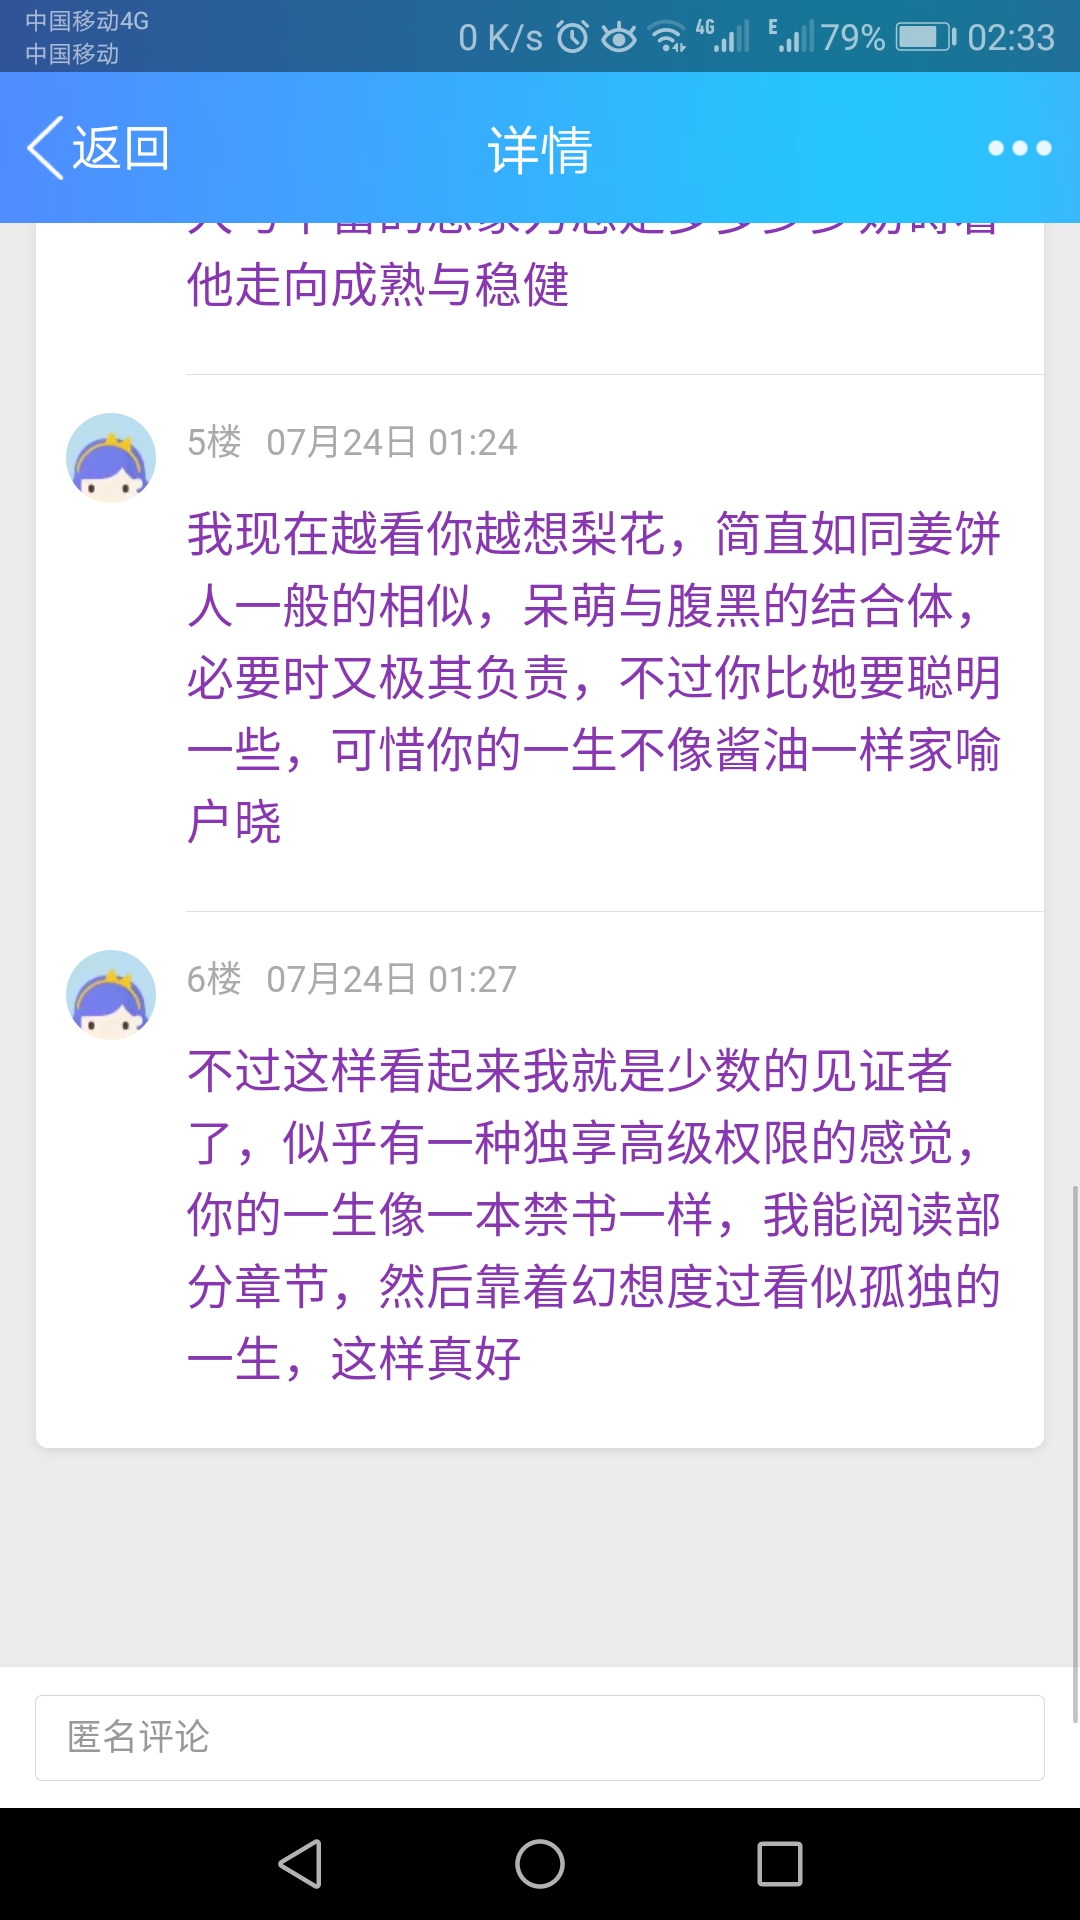 中国移动4G
中国移动
0 K/s 4G E 79% 02:33
返回 详情
他走向成熟与稳健
5楼 07月24日 01:24
我现在越看你越想梨花，简直如同姜饼
人一般的相似，呆萌与腹黑的结合体，
必要时又极其负责，不过你比她要聪明
一些，可惜你的一生不像酱油一样家喻
户晓
6楼 07月24日 01:27
不过这样看起来我就是少数的见证者
了，似乎有一种独享高级权限的感觉，
你的一生像一本禁书一样，我能阅读部
分章节，然后靠着幻想度过看似孤独的
一生，这样真好
匿名评论